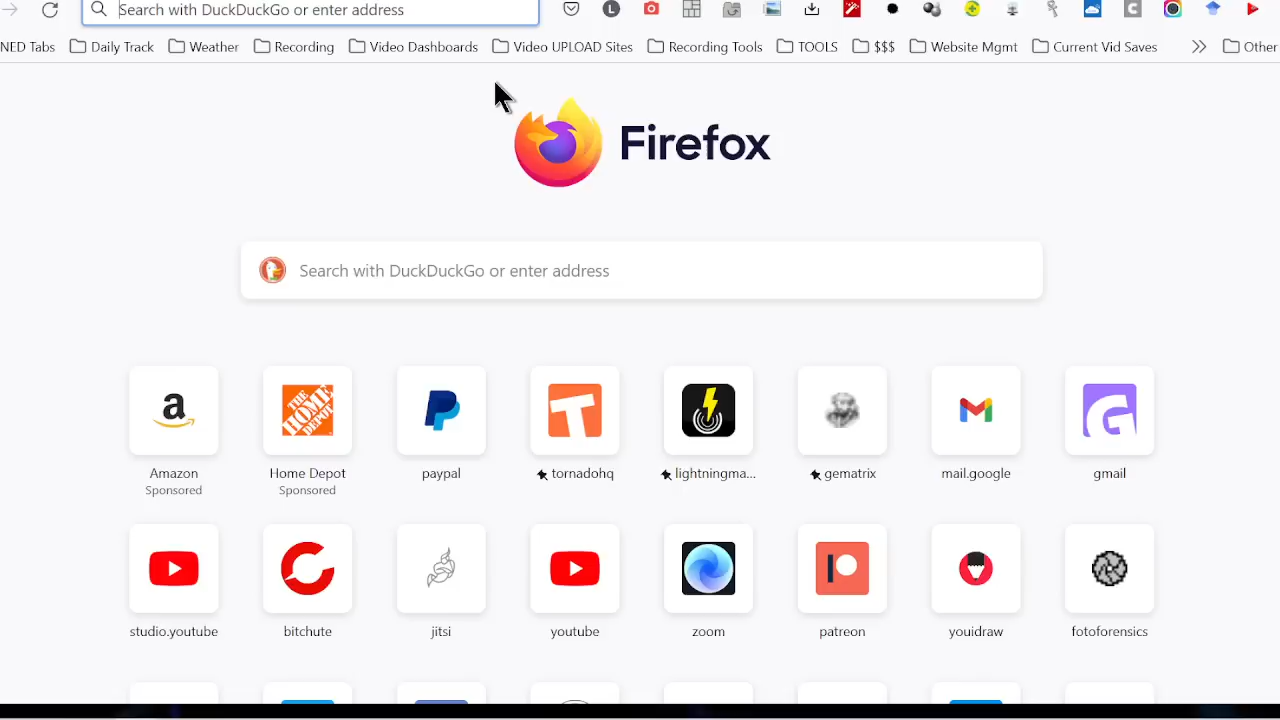 Search with DuckDuckGo or enter address
NED Tabs Daily Track Weather Recording Video Dashboards Video UPLOAD Sites Recording Tools TOOLS $$$ Website Mgmt Current Vid Saves Other
Firefox
Search with DuckDuckGo or enter address
Amazon Home Depot paypal tornadohq lightningma... gematrix mail.google gmail
Sponsored Sponsored
studio.youtube bitchute jitsi youtube zoom patreon youidraw fotoforensics